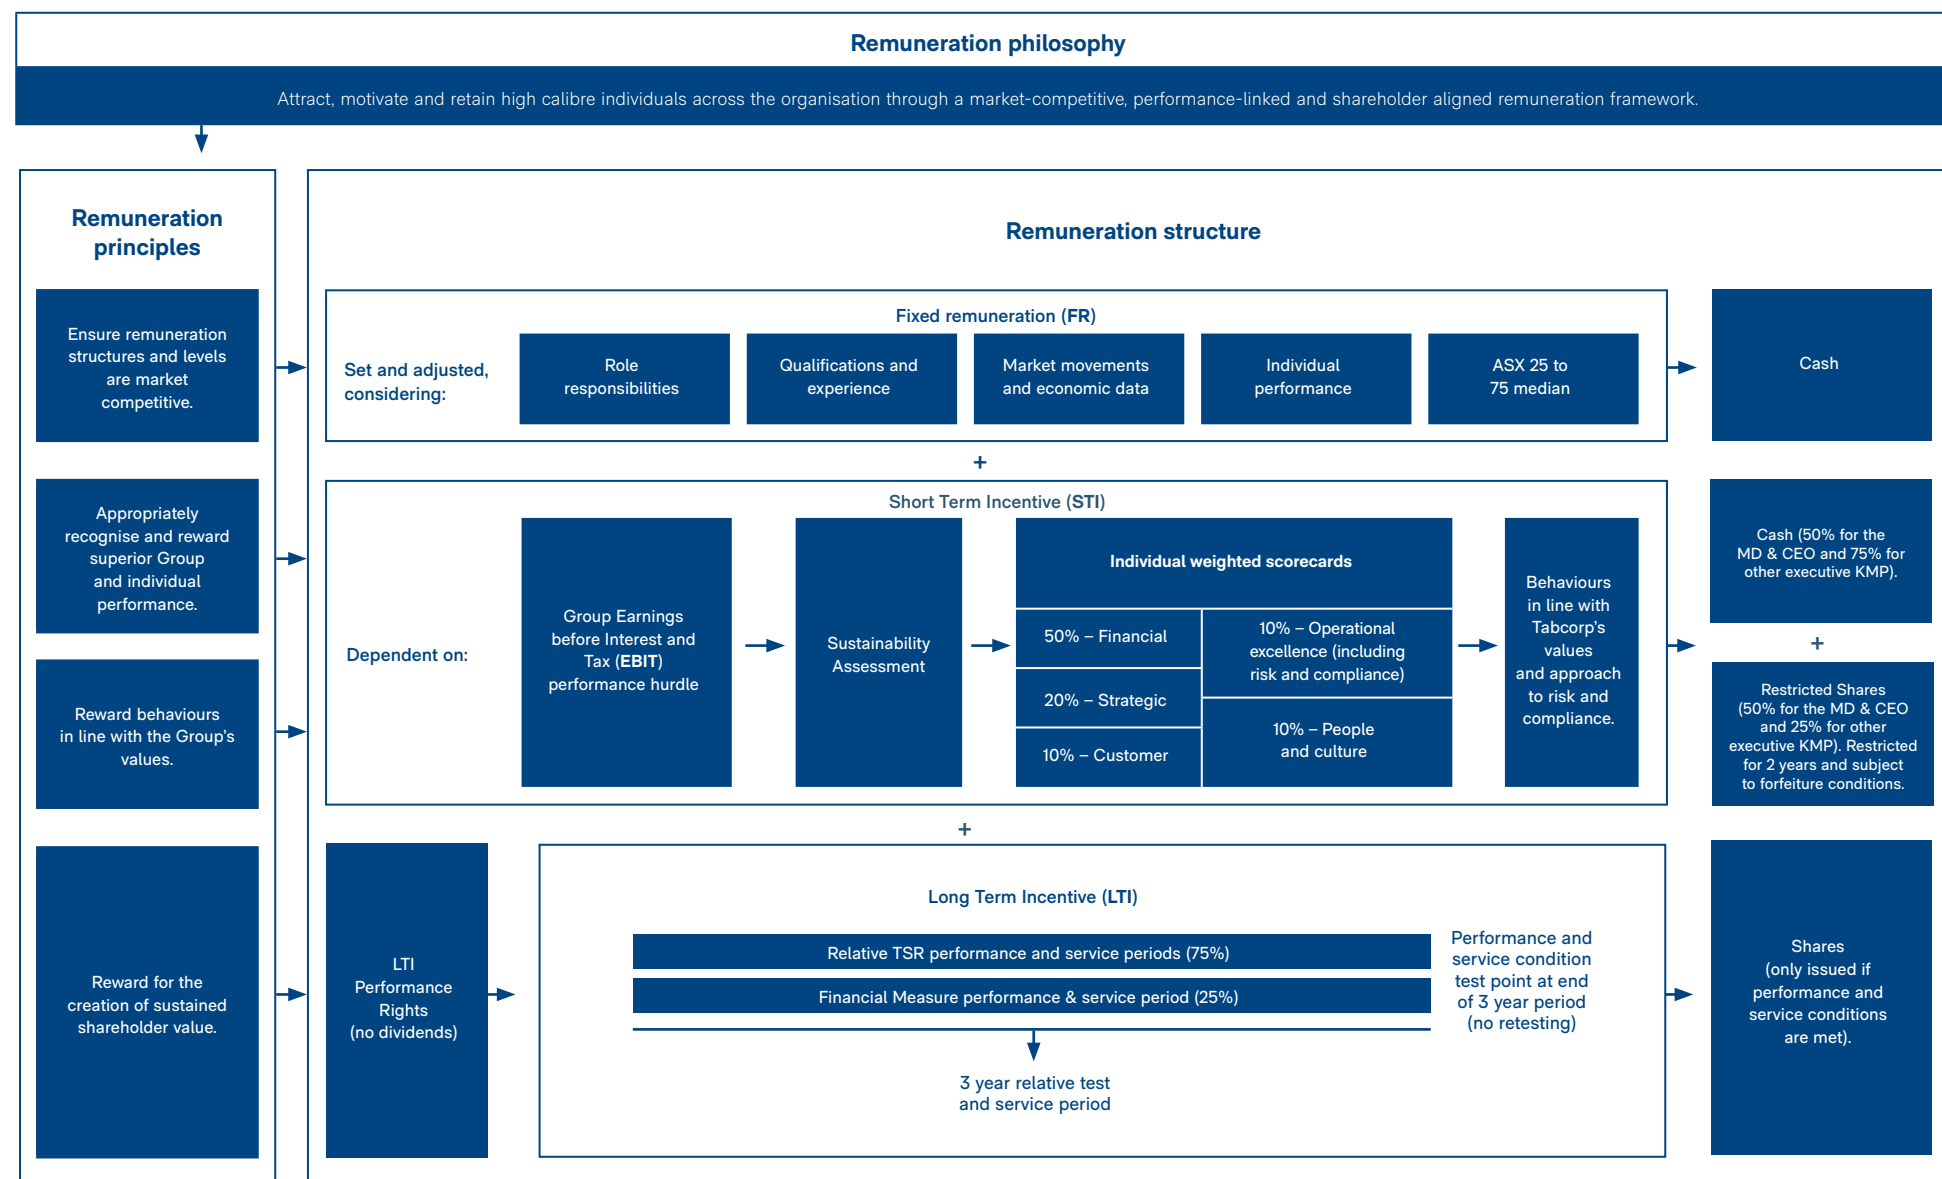 Remuneration philosophy
Attract, motivate and retain high calibre individuals across the organisation through a market-competitive, performance-linked and shareholder aligned remuneration framework.
Remuneration
principles
Ensure remuneration
structures and levels
are market
competitive.
Appropriately
recognise and reward
superior Group
and individual
performance.
Reward behaviours
in line with the Group's
values.
Reward for the
creation of sustained
shareholder value.
Remuneration structure
Fixed remuneration (FR)
Set and adjusted,
considering:
Role
responsibilities
Qualifications and
experience
Market movements
and economic data
Individual
performance
ASX 25 to
75 median
Cash
+
Short Term Incentive (STI)
Dependent on:
Group Earnings
before Interest and
Tax (EBIT)
performance hurdle
Sustainability
Assessment
Individual weighted scorecards
50% – Financial
20% – Strategic
10% – Customer
10% – Operational
excellence (including
risk and compliance)
10% – People
and culture
Behaviours
in line with
Tabcorp's
values
and approach
to risk and
compliance.
Cash (50% for the
MD & CEO and 75% for
other executive KMP).
+
Restricted Shares
(50% for the MD & CEO
and 25% for other
executive KMP). Restricted
for 2 years and subject
to forfeiture conditions.
+
LTI
Performance
Rights
(no dividends)
Long Term Incentive (LTI)
Relative TSR performance and service periods (75%)
Financial Measure performance & service period (25%)
3 year relative test
and service period
Performance and
service condition
test point at end
of 3 year period
(no retesting)
Shares
(only issued if
performance and
service conditions
are met).